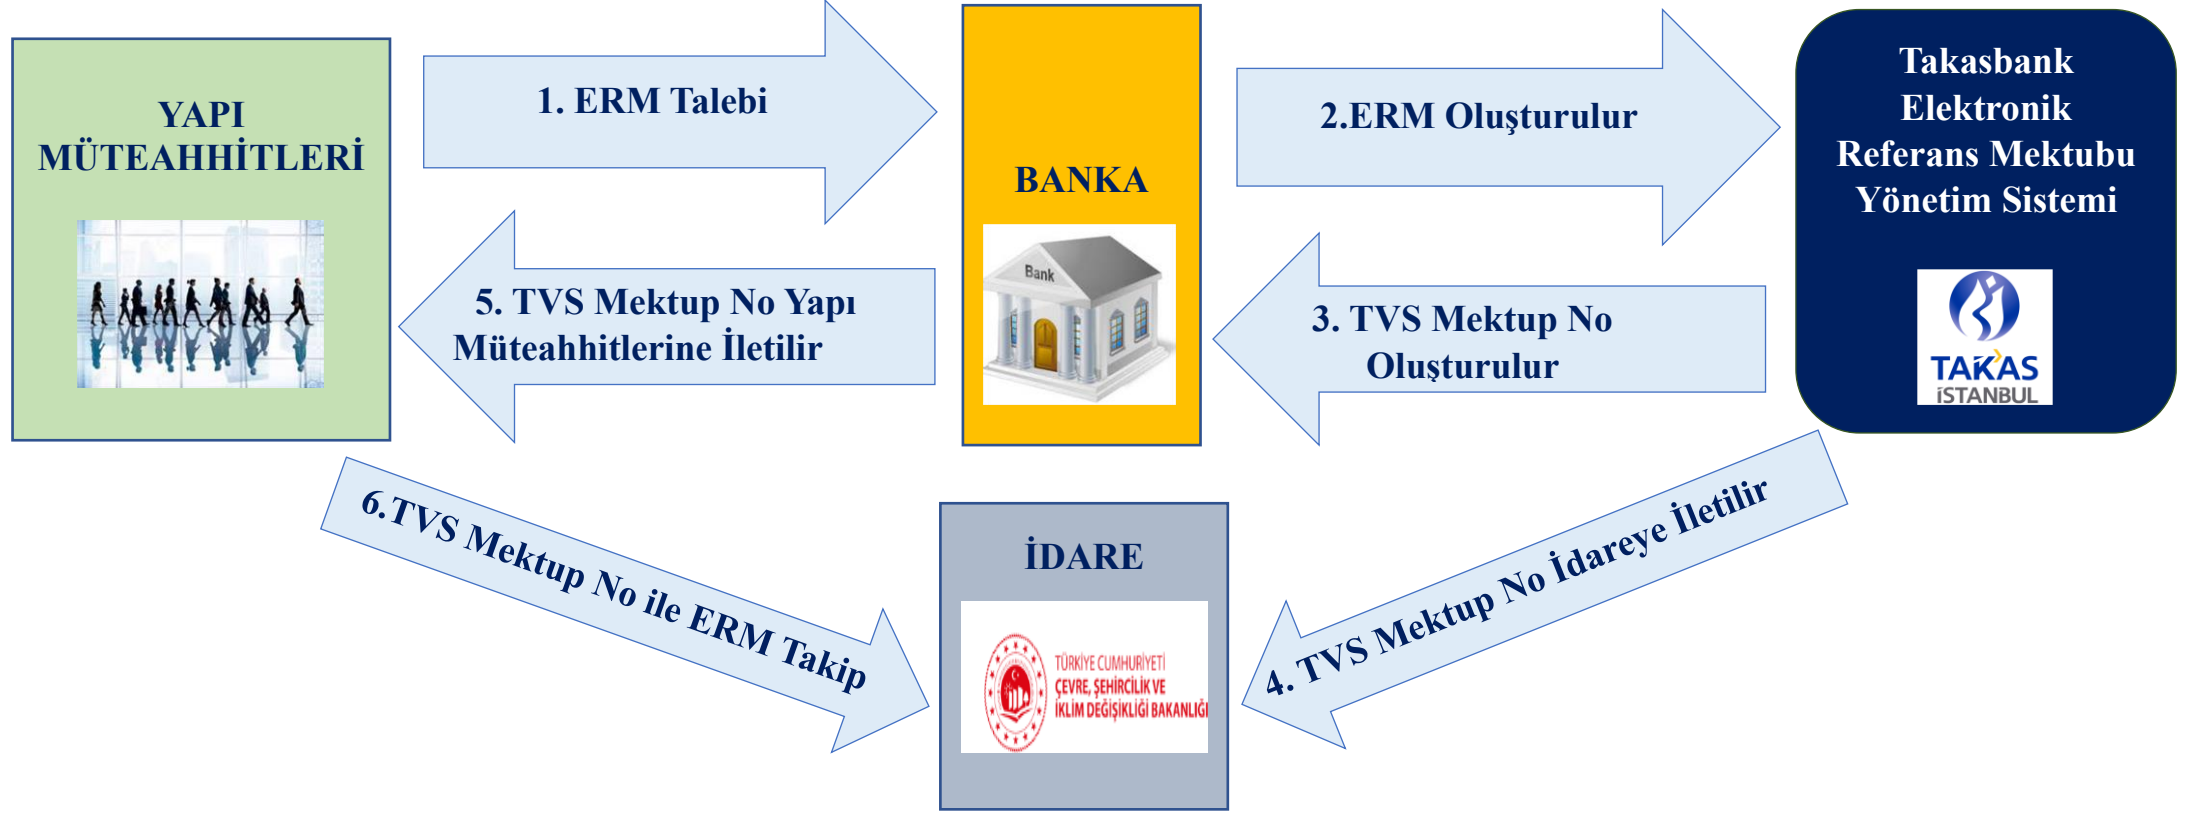 YAPI
MÜTEAHHİTLERİ
1. ERM Talebi
BANKA
Bank
2.ERM Oluşturulur
Takasbank
Elektronik
Referans Mektubu
Yönetim Sistemi
TAKAS
İSTANBUL
3. TVS Mektup No
Oluşturulur
5. TVS Mektup No Yapı
Müteahhitlerine İletilir
6.TVS Mektup No ile ERM Takip
4. TVS Mektup No İdareye İletilir
İDARE
TÜRKİYE CUMHURİYETİ
ÇEVRE, ŞEHİRCİLİK VE
İKLİM DEĞİŞİKLİĞİ BAKANLIĞI